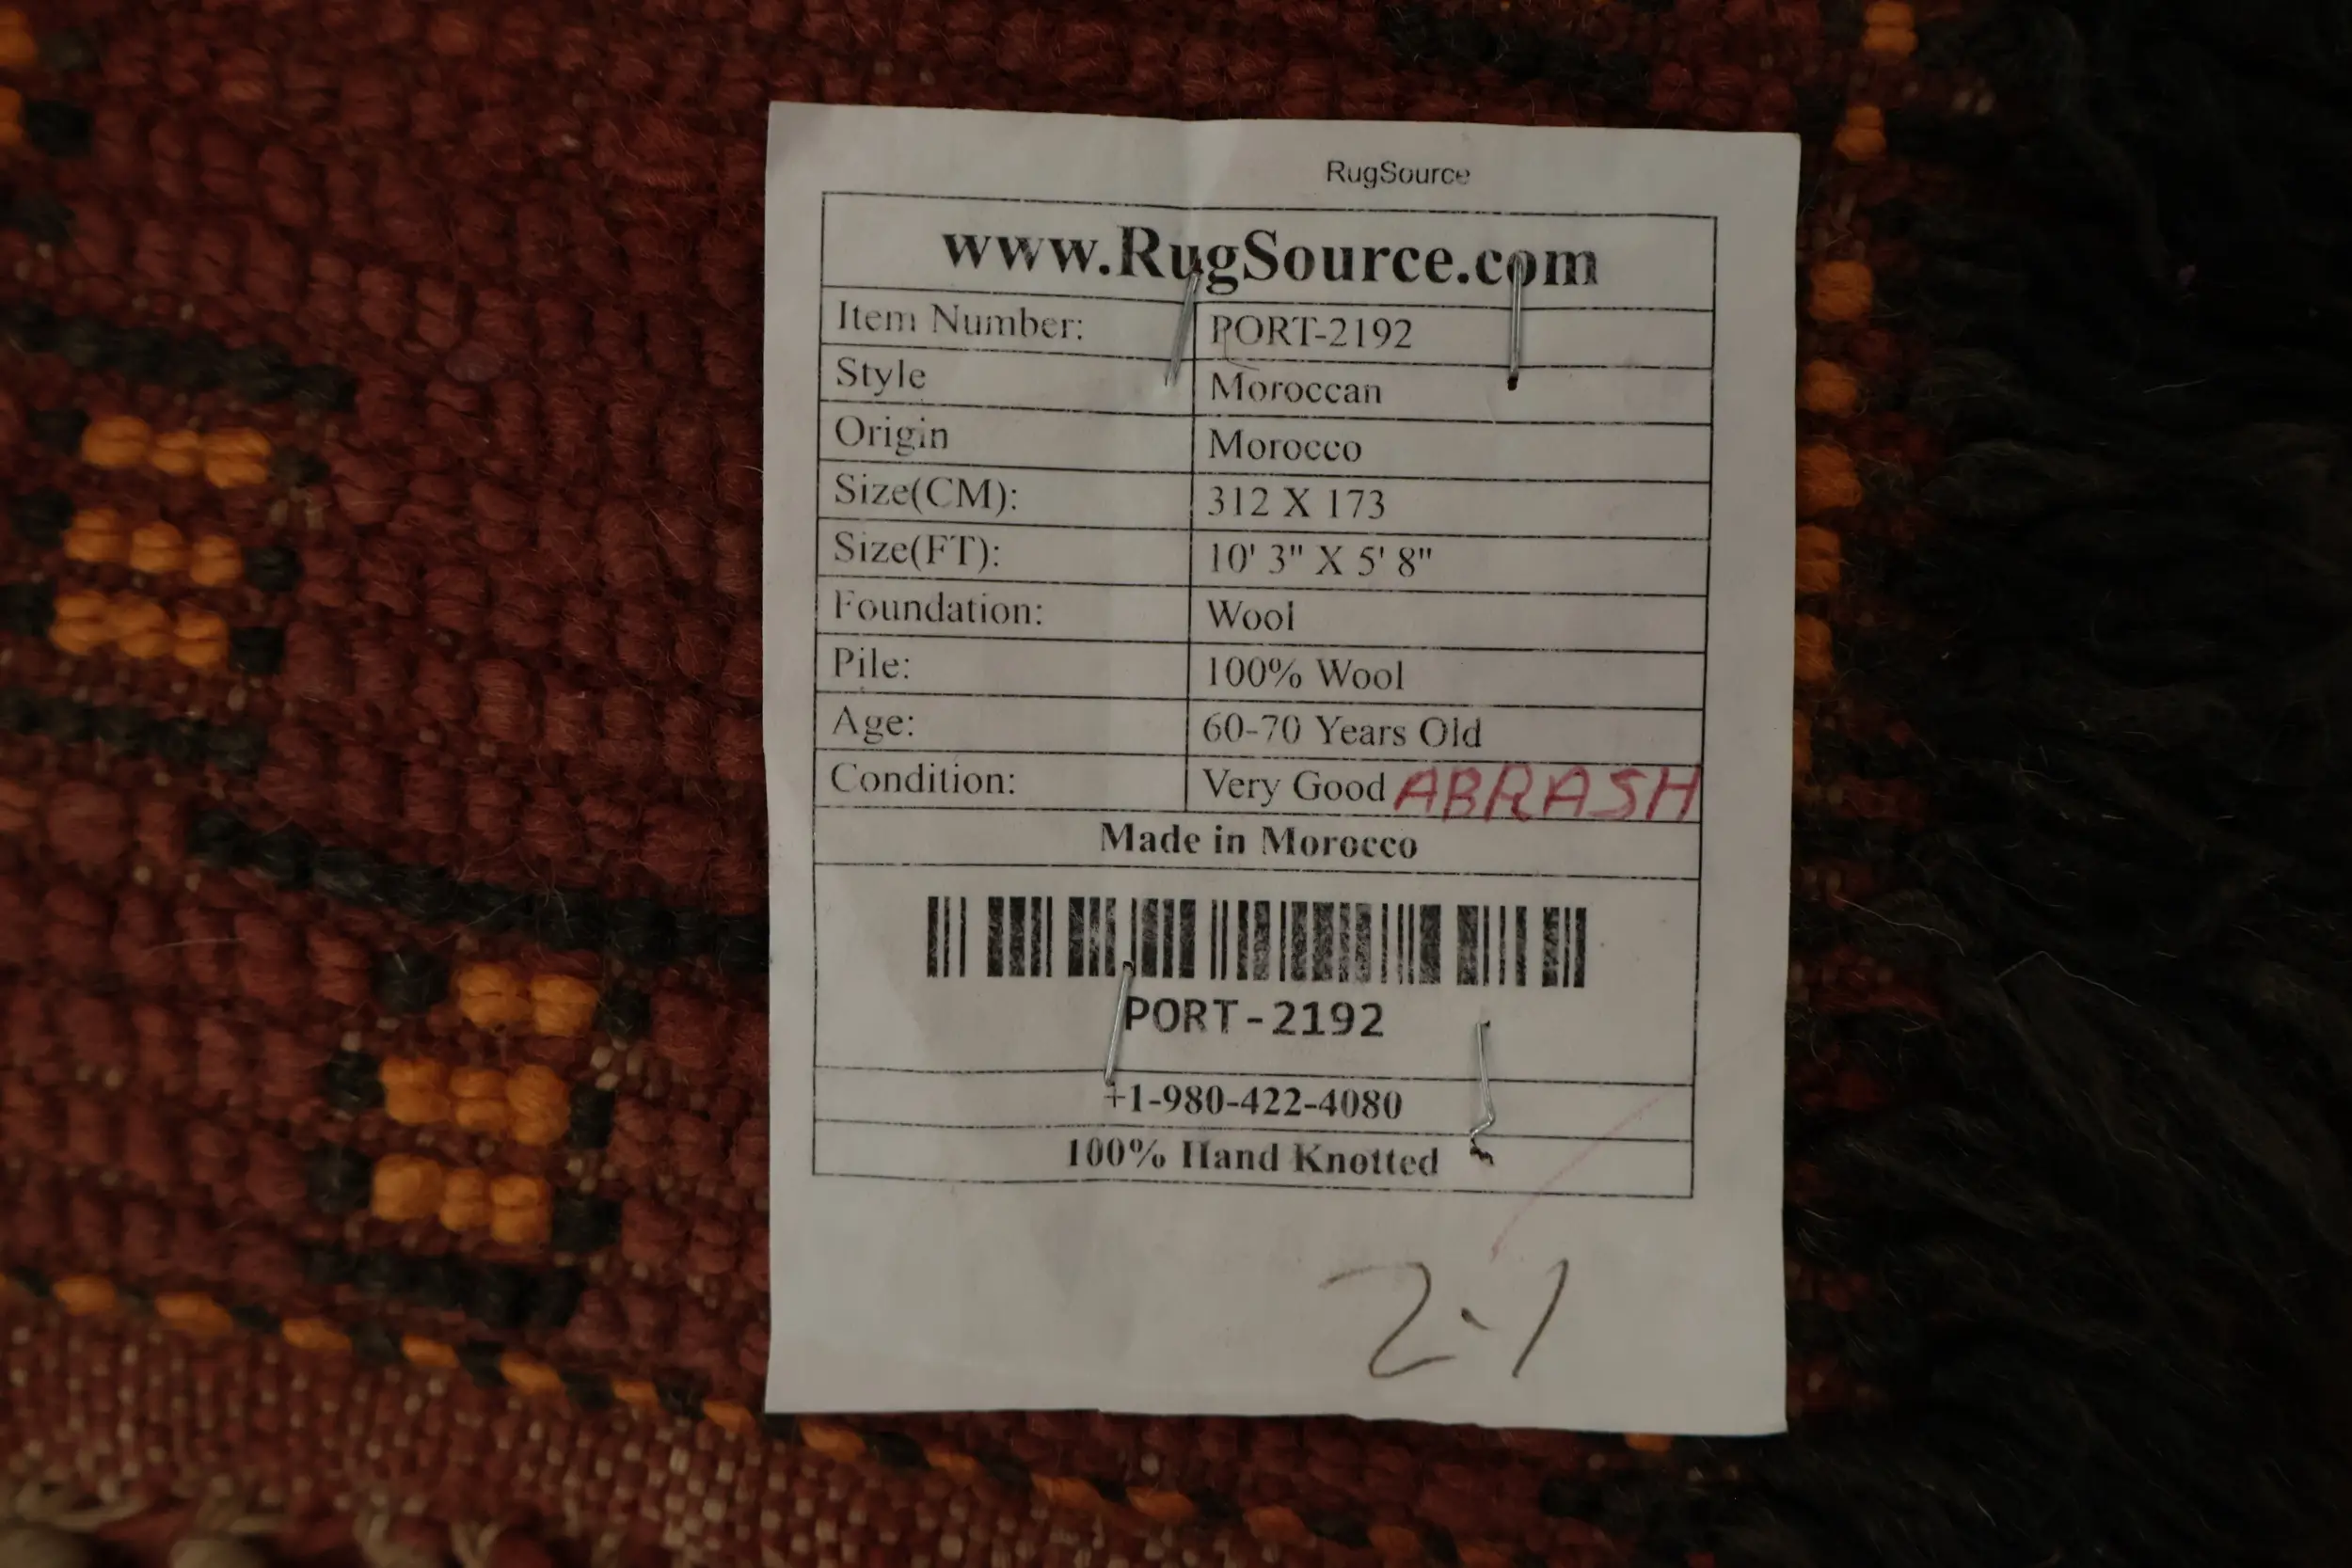 RugSource
www.RugSource.com
Item Number: PORT-2192
Style Moroccan
Origin Morocco
Size(CM): 312 X 173
Size(FT): 10' 3" X 5' 8"
Foundation: Wool
Pile: 100% Wool
Age: 60-70 Years Old
Condition: Very Good ABRASH
Made in Morocco
PORT-2192
+1-980-422-4080
100% Hand Knotted
2.1